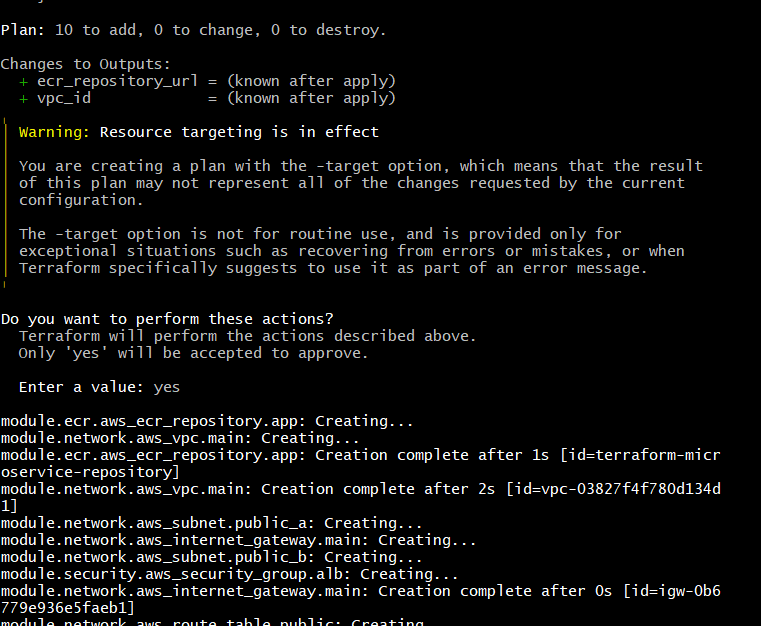 Plan: 10 to add, 0 to change, 0 to destroy.
Changes to Outputs:
+ ecr_repository_url = (known after apply)
+ vpc_id             = (known after apply)
Warning: Resource targeting is in effect
You are creating a plan with the -target option, which means that the result
of this plan may not represent all of the changes requested by the current
configuration.
The -target option is not for routine use, and is provided only for
exceptional situations such as recovering from errors or mistakes, or when
Terraform specifically suggests to use it as part of an error message.
Do you want to perform these actions?
Terraform will perform the actions described above.
Only 'yes' will be accepted to approve.
Enter a value: yes
module.ecr.aws_ecr_repository.app: Creating...
module.network.aws_vpc.main: Creating...
module.ecr.aws_ecr_repository.app: Creation complete after 1s [id=terraform-micr
oservice-repository]
module.network.aws_vpc.main: Creation complete after 2s [id=vpc-03827f4f780d134d
1]
module.network.aws_subnet.public_a: Creating...
module.network.aws_internet_gateway.main: Creating...
module.network.aws_subnet.public_b: Creating...
module.security.aws_security_group.alb: Creating...
module.network.aws_internet_gateway.main: Creation complete after 0s [id=igw-0b6
779e936e5faeb1]
module.network.aws_route_table.public: Creating